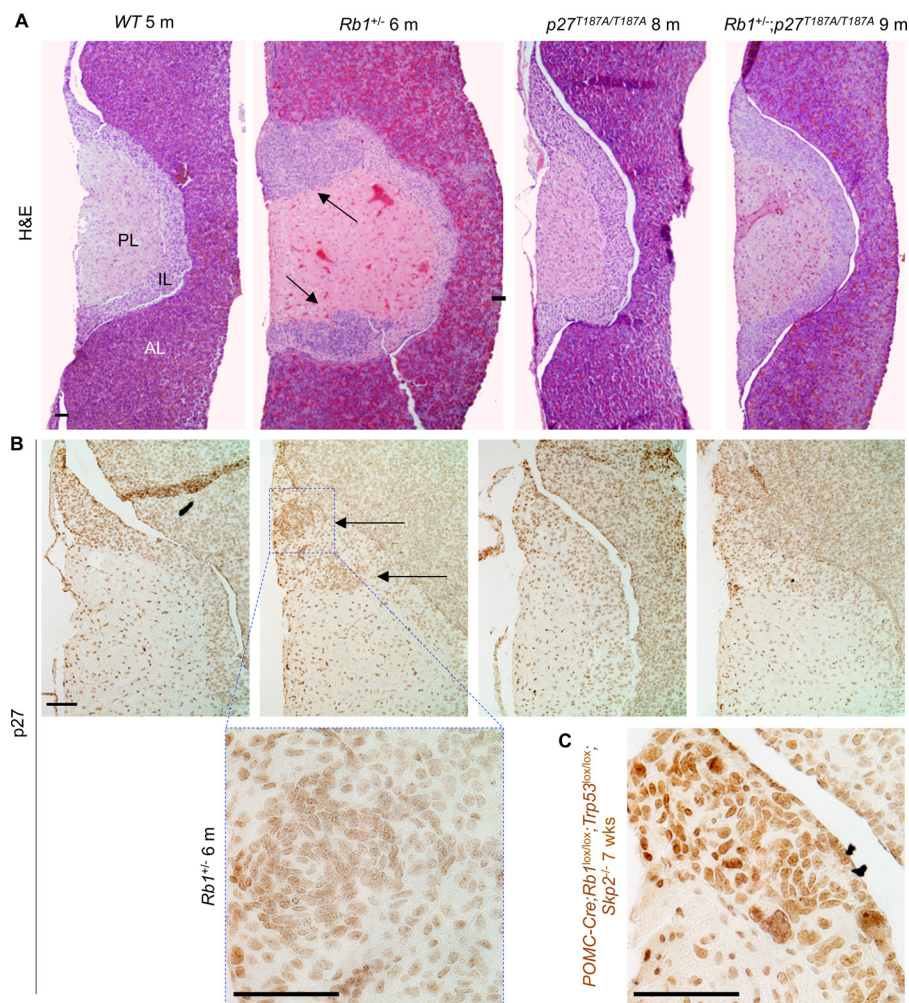 A
WT 5 m
Rb1+/- 6 m
p27T187A/T187A 8 m
Rb1+/-;p27T187A/T187A 9 m
H&E
PL
IL
AL
B
p27
Rb1+/- 6 m
C
POMC-Cre;Rb1lox/lox;Trp53lox/lox;
Skp2-/- 7 wks